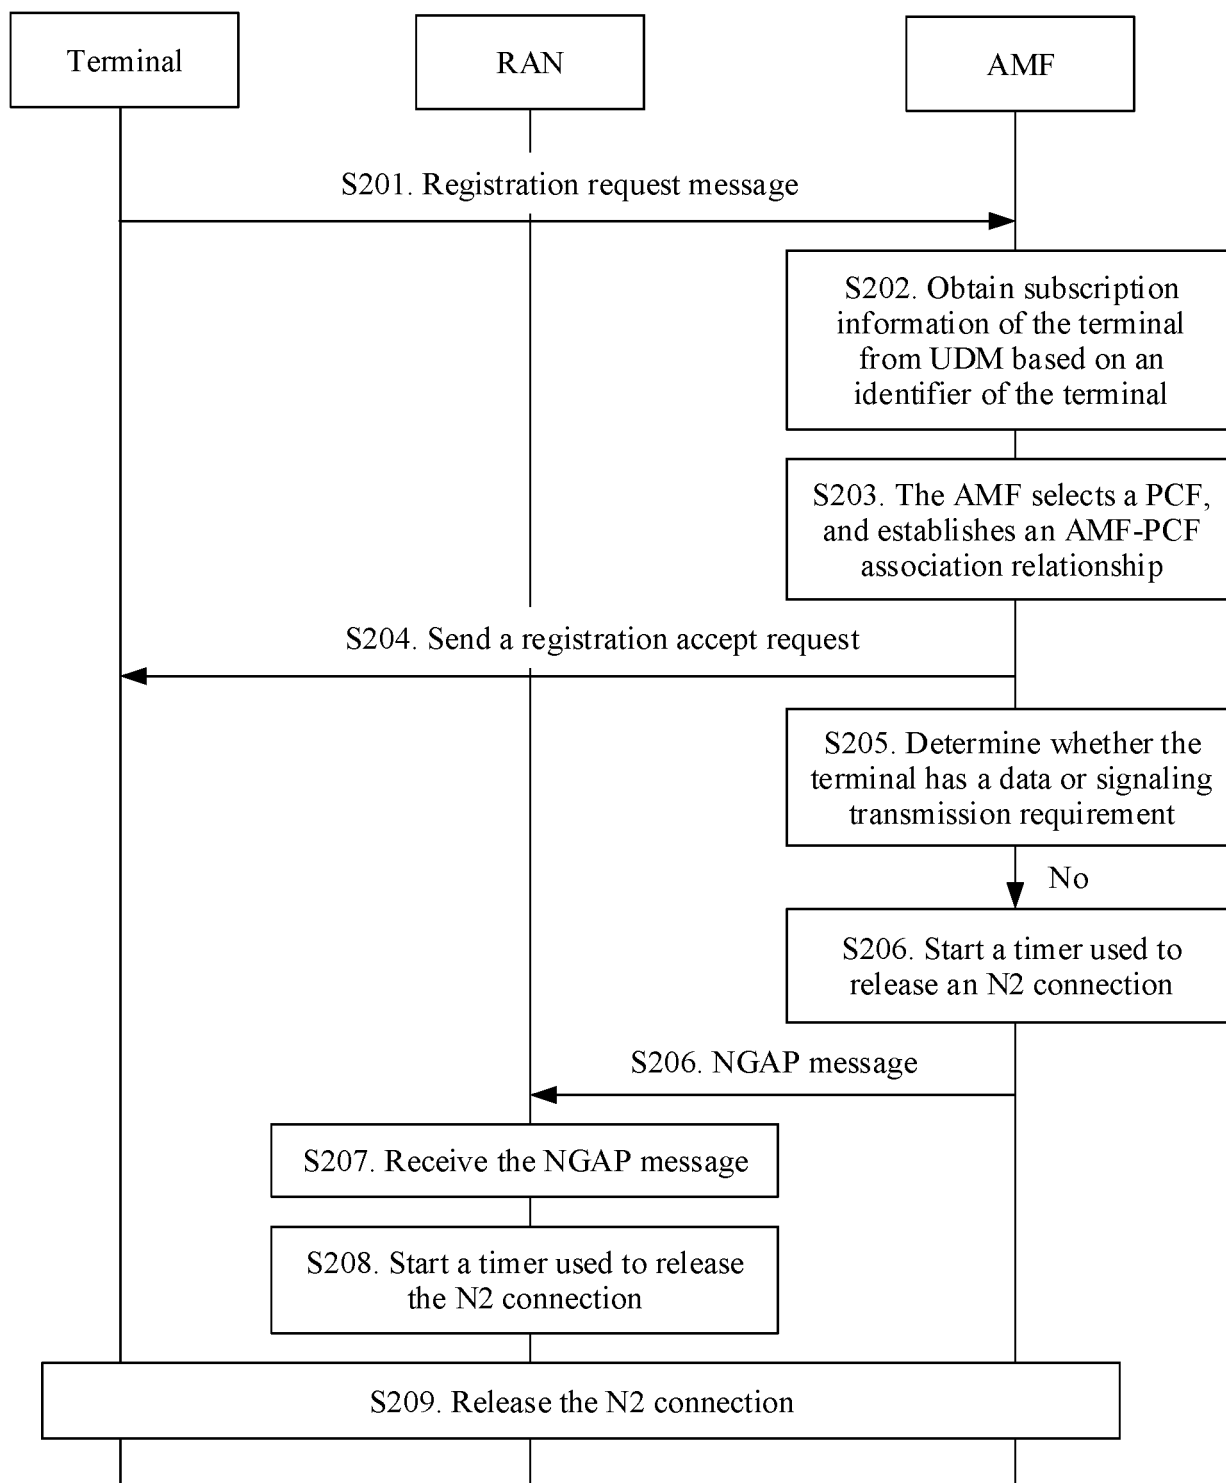 Terminal
RAN
AMF
S201. Registration request message
S202. Obtain subscription
information of the terminal
from UDM based on an
identifier of the terminal
S203. The AMF selects a PCF,
and establishes an AMF-PCF
association relationship
S204. Send a registration accept request
S205. Determine whether the
terminal has a data or signaling
transmission requirement
No
S206. Start a timer used to
release an N2 connection
S206. NGAP message
S207. Receive the NGAP message
S208. Start a timer used to release
the N2 connection
S209. Release the N2 connection